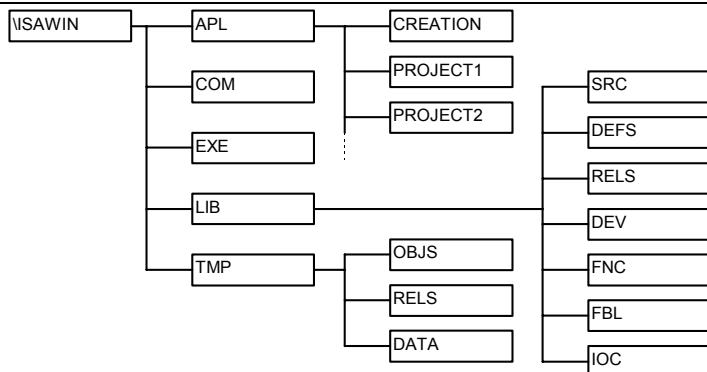 \ISAWIN
APL
CREATION
COM
PROJECT1
SRC
PROJECT2
DEFS
EXE
RELS
LIB
DEV
OBJS
TMP
FNC
RELS
FBL
DATA
IOC